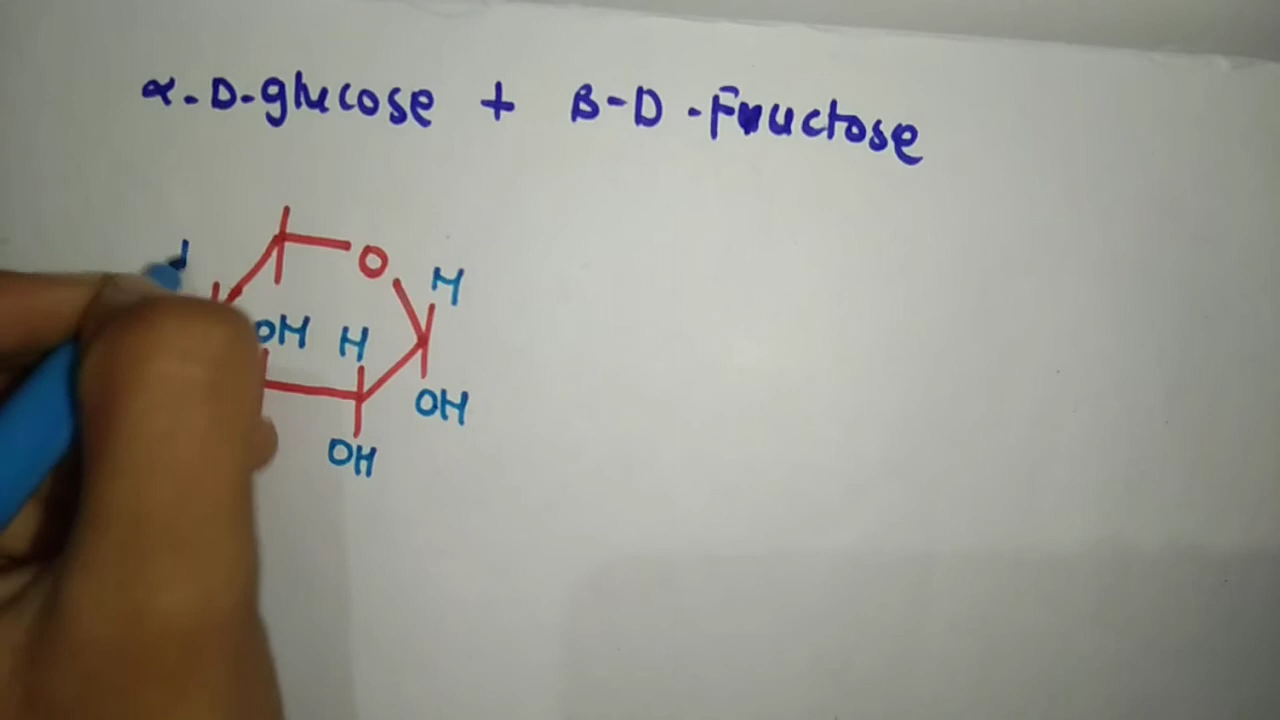 α-D-glucose + β-D-Fructose
O
H
OH H
OH
OH